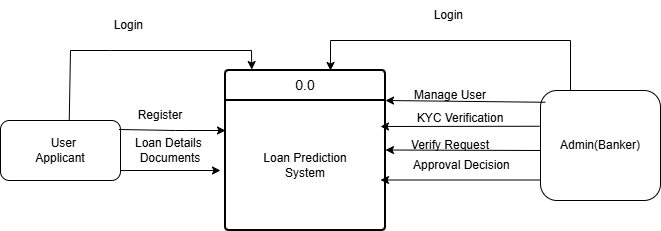 Login
Login
0.0
Manage User
Register
KYC Verification
User
Applicant
Loan Details
Documents
Loan Prediction
System
Verify Request
Admin(Banker)
Approval Decision